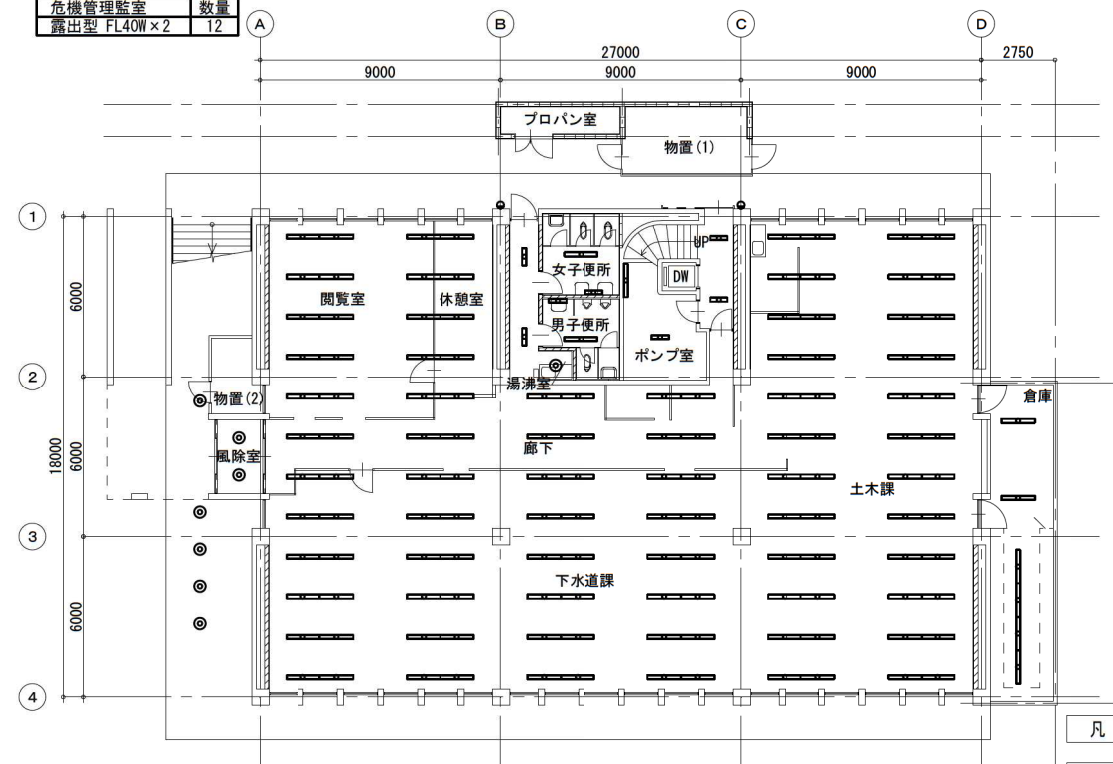 危機管理監室 数量
露出型 FL40W×2 12
A B C D
27000 2750
9000 9000 9000
プロパン室
物置(1)
1
UP
女子便所 DW
6000 閲覧室 休憩室
男子便所
ポンプ室
2
湯沸室
物置(2) 倉庫
18000 6000 風除室 廊下
土木課
3
下水道課
6000
4
凡